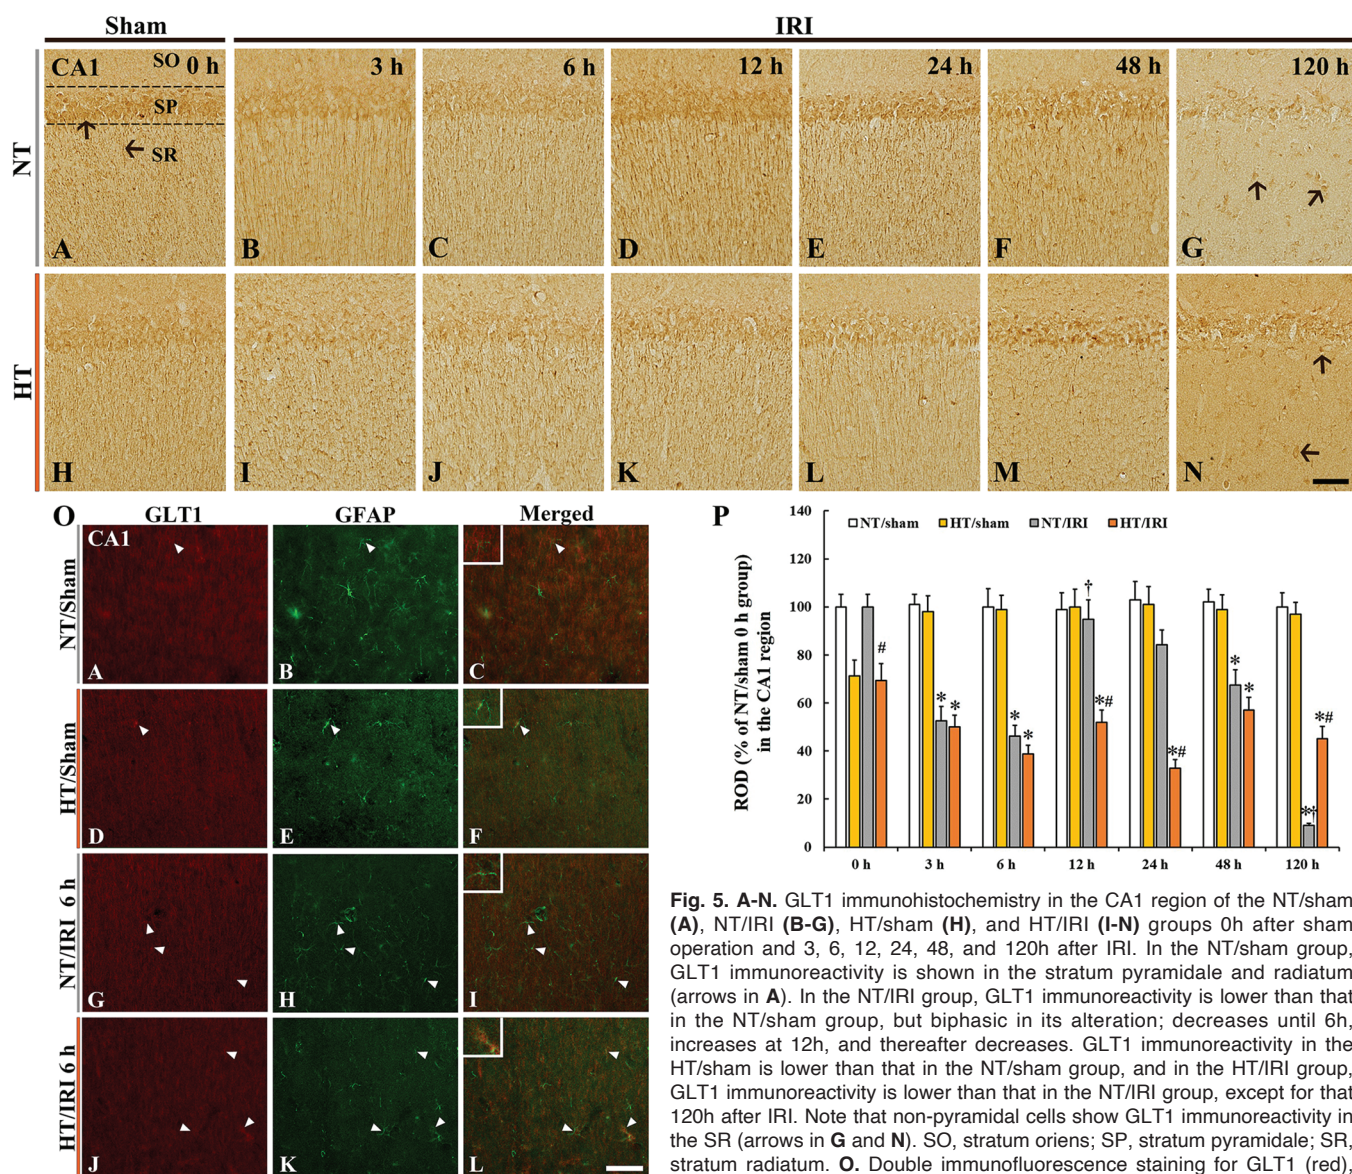 Sham IRI
CA1 SO 0 h 3 h 6 h 12 h 24 h 48 h 120 h
SP
SR
NT
A B C D E F G
HT
H I J K L M N
O GLT1 GFAP Merged
CA1
NT/Sham
A B C
HT/Sham
D E F
NT/IRI 6 h
G H I
HT/IRI 6 h
J K L
P
140
120
100
80
60
40
20
0
ROD (% of NT/sham 0 h group)
in the CA1 region
NT/sham HT/sham NT/IRI HT/IRI
# * * * * † *# *# * * *† *#
0 h 3 h 6 h 12 h 24 h 48 h 120 h
Fig. 5. A-N. GLT1 immunohistochemistry in the CA1 region of the NT/sham
(A), NT/IRI (B-G), HT/sham (H), and HT/IRI (I-N) groups 0h after sham
operation and 3, 6, 12, 24, 48, and 120h after IRI. In the NT/sham group,
GLT1 immunoreactivity is shown in the stratum pyramidale and radiatum
(arrows in A). In the NT/IRI group, GLT1 immunoreactivity is lower than that
in the NT/sham group, but biphasic in its alteration; decreases until 6h,
increases at 12h, and thereafter decreases. GLT1 immunoreactivity in the
HT/sham is lower than that in the NT/sham group, and in the HT/IRI group,
GLT1 immunoreactivity is lower than that in the NT/IRI group, except for that
120h after IRI. Note that non-pyramidal cells show GLT1 immunoreactivity in
the SR (arrows in G and N). SO, stratum oriens; SP, stratum pyramidale; SR,
stratum radiatum. O. Double immunofluorescence staining for GLT1 (red),